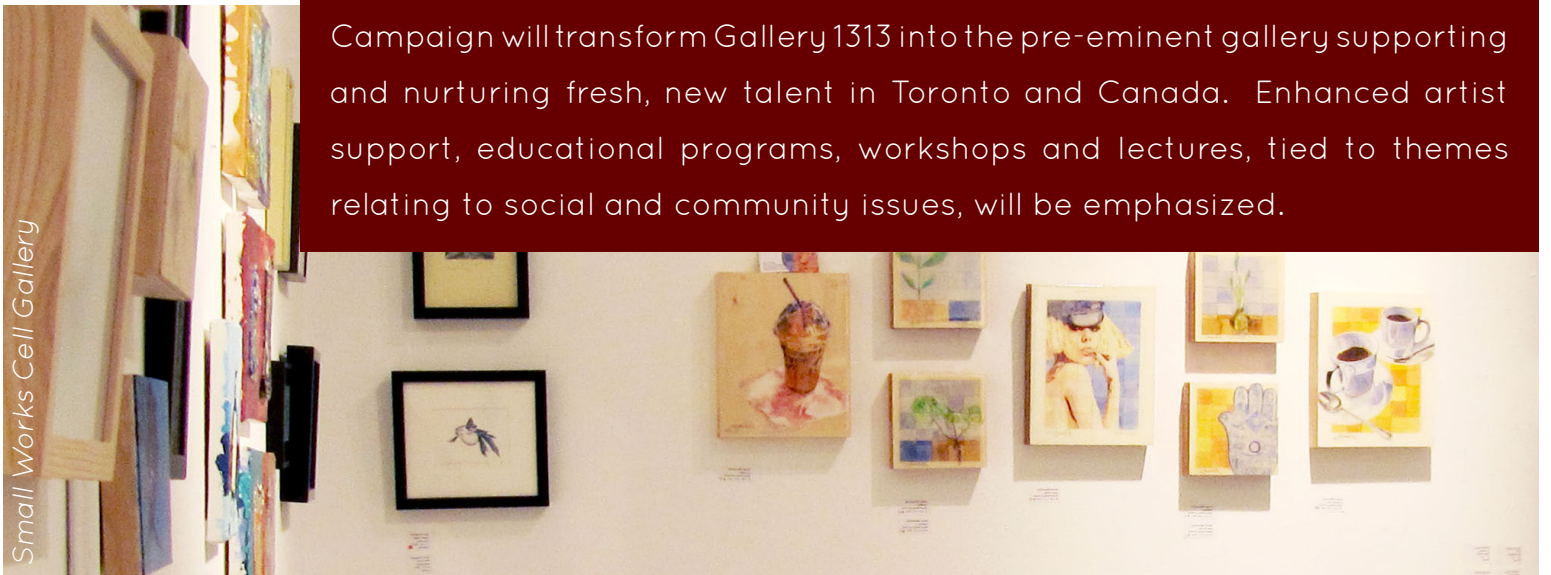 Campaign will transform Gallery 1313 into the pre-eminent gallery supporting
and nurturing fresh, new talent in Toronto and Canada. Enhanced artist
support, educational programs, workshops and lectures, tied to themes
relating to social and community issues, will be emphasized.
Small Works Cell Gallery